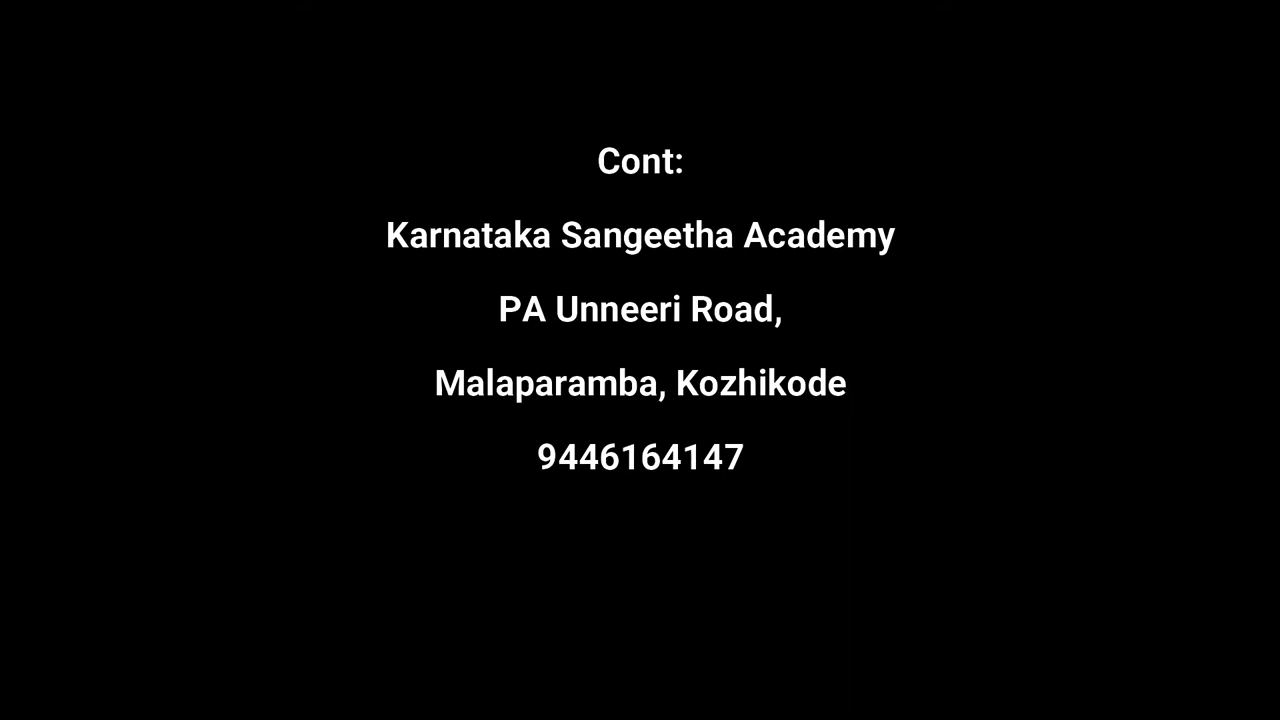 Cont:
Karnataka Sangeetha Academy
PA Unneeri Road,
Malaparamba, Kozhikode
9446164147